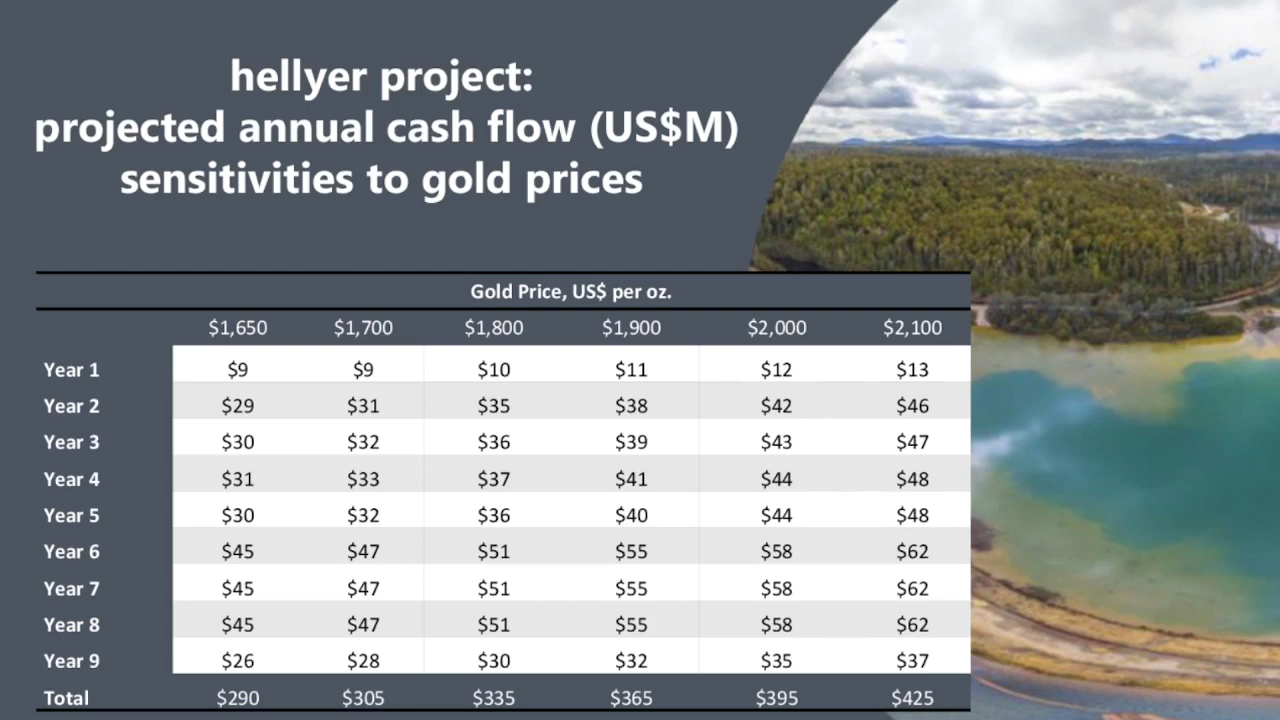 hellyer project:
projected annual cash flow (US$M)
sensitivities to gold prices
Gold Price, US$ per oz.
$1,650 $1,700 $1,800 $1,900 $2,000 $2,100
Year 1 $9 $9 $10 $11 $12 $13
Year 2 $29 $31 $35 $38 $42 $46
Year 3 $30 $32 $36 $39 $43 $47
Year 4 $31 $33 $37 $41 $44 $48
Year 5 $30 $32 $36 $40 $44 $48
Year 6 $45 $47 $51 $55 $58 $62
Year 7 $45 $47 $51 $55 $58 $62
Year 8 $45 $47 $51 $55 $58 $62
Year 9 $26 $28 $30 $32 $35 $37
Total $290 $305 $335 $365 $395 $425